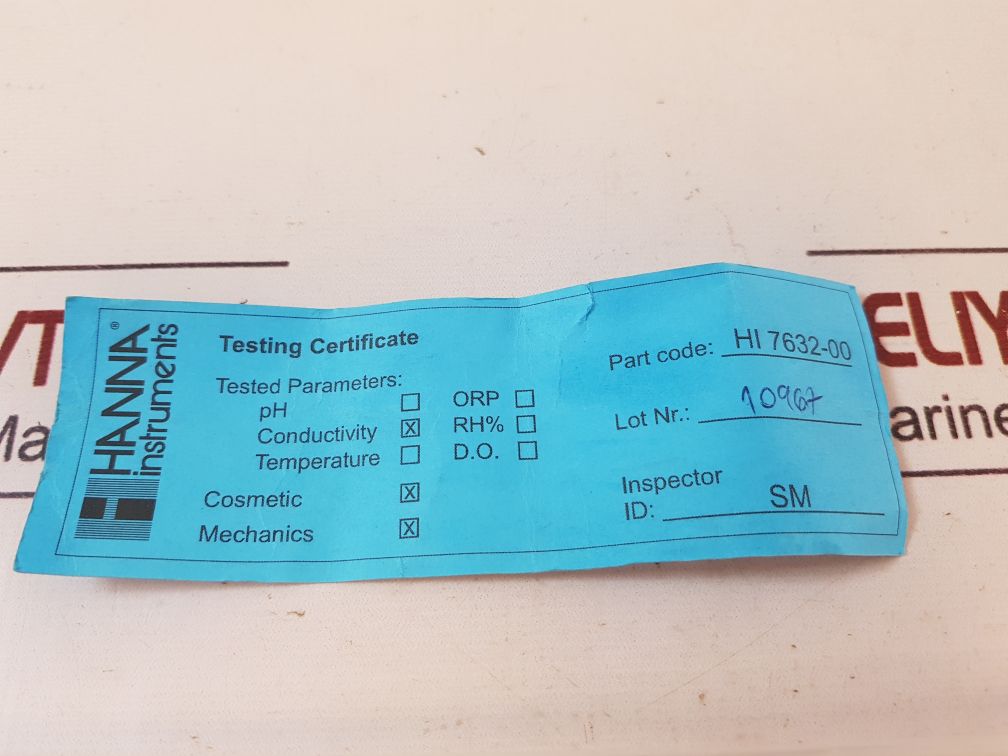 HANNA®
instruments
Testing Certificate
Tested Parameters:
pH ☐ ORP ☐
Conductivity ☒ RH% ☐
Temperature ☐ D.O. ☐
Cosmetic ☒
Mechanics ☒
Part code: HI 7632-00
Lot Nr.: 10967
Inspector
ID: SM